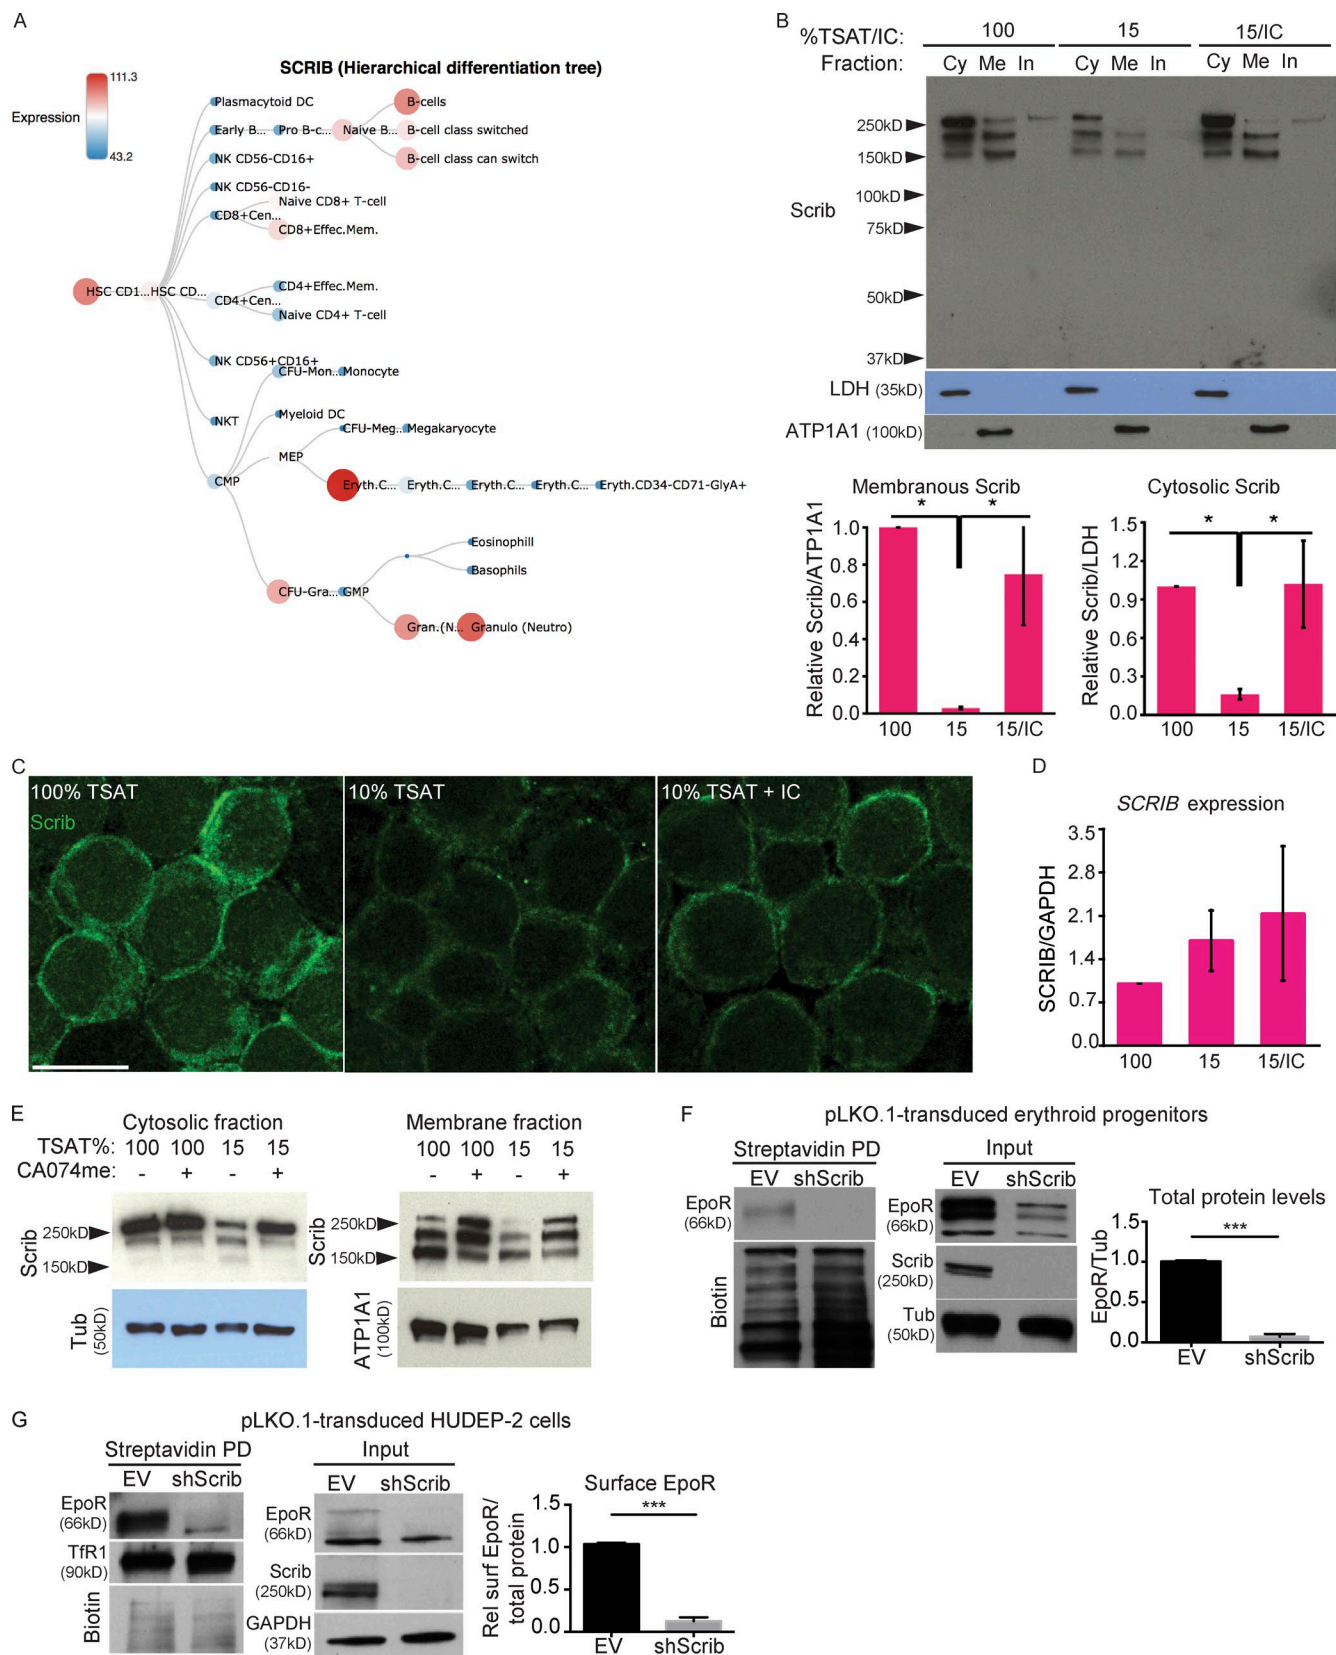 A
SCRIB (Hierarchical differentiation tree)
111.3
Expression
43.2
Plasmacytoid DC
Early B... Pro B-c... Naive B... B-cells
B-cell class switched
B-cell class can switch
NK CD56-CD16+
NK CD56-CD16-
Naive CD8+ T-cell
CD8+Cen...
CD8+Effec.Mem.
HSC CD1... HSC CD...
CD4+Effec.Mem.
CD4+Cen...
Naive CD4+ T-cell
NK CD56+CD16+
CFU-Mon... Monocyte
Myeloid DC
NKT
CFU-Meg... Megakaryocyte
MEP
CMP
Eryth.C... Eryth.C... Eryth.C... Eryth.C... Eryth.CD34-CD71-GlyA+
Eosinophill
Basophils
CFU-Gra... GMP
Gran.(N... Granulo (Neutro)
B
%TSAT/IC: 100 15 15/IC
Fraction: Cy Me In Cy Me In Cy Me In
Scrib
250kD
150kD
100kD
75kD
50kD
37kD
LDH (35kD)
ATP1A1 (100kD)
Membranous Scrib
* *
Relative Scrib/ATP1A1
1.0
0.8
0.6
0.4
0.2
0.0
100 15 15/IC
Cytosolic Scrib
* *
Relative Scrib/LDH
1.5
1.2
0.9
0.6
0.3
0.0
100 15 15/IC
C
100% TSAT
Scrib
10% TSAT
10% TSAT + IC
D
SCRIB expression
SCRIB/GAPDH
3.5
2.8
2.1
1.4
0.7
0.0
100 15 15/IC
E
Cytosolic fraction
TSAT%: 100 100 15 15
CA074me: - + - +
Scrib
250kD
150kD
Tub
(50kD)
Membrane fraction
100 100 15 15
- + - +
Scrib
250kD
150kD
ATP1A1
(100kD)
F
pLKO.1-transduced erythroid progenitors
Streptavidin PD
EV shScrib
EpoR
(66kD)
Biotin
Input
EV shScrib
EpoR
(66kD)
Scrib
(250kD)
Tub
(50kD)
Total protein levels
***
EpoR/Tub
1.5
1.0
0.5
0.0
EV shScrib
G
pLKO.1-transduced HUDEP-2 cells
Streptavidin PD
EV shScrib
EpoR
(66kD)
TfR1
(90kD)
Biotin
Input
EV shScrib
EpoR
(66kD)
Scrib
(250kD)
GAPDH
(37kD)
Surface EpoR
***
Rel surf EpoR/
total protein
1.5
1.0
0.5
0.0
EV shScrib